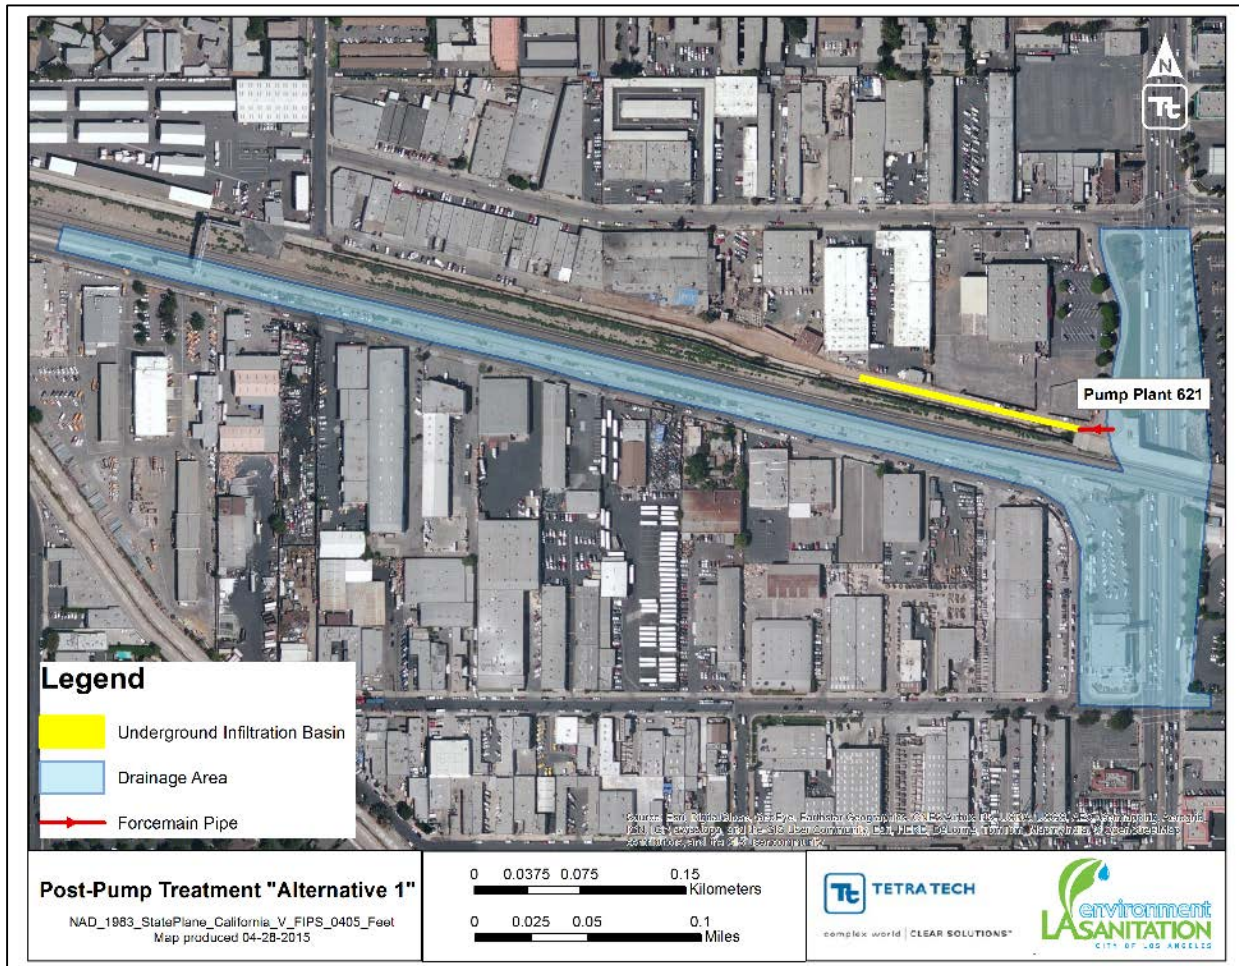 N
Tt
Pump Plant 621
Legend
Underground Infiltration Basin
Drainage Area
Forcemain Pipe
Post-Pump Treatment "Alternative 1"
NAD_1983_StatePlane_California_V_FIPS_0405_Feet
Map produced 04-28-2015
0 0.0375 0.075 0.15
Kilometers
0 0.025 0.05 0.1
Miles
Tt TETRA TECH
complex world | CLEAR SOLUTIONS™
environment
LA SANITATION
CITY OF LOS ANGELES